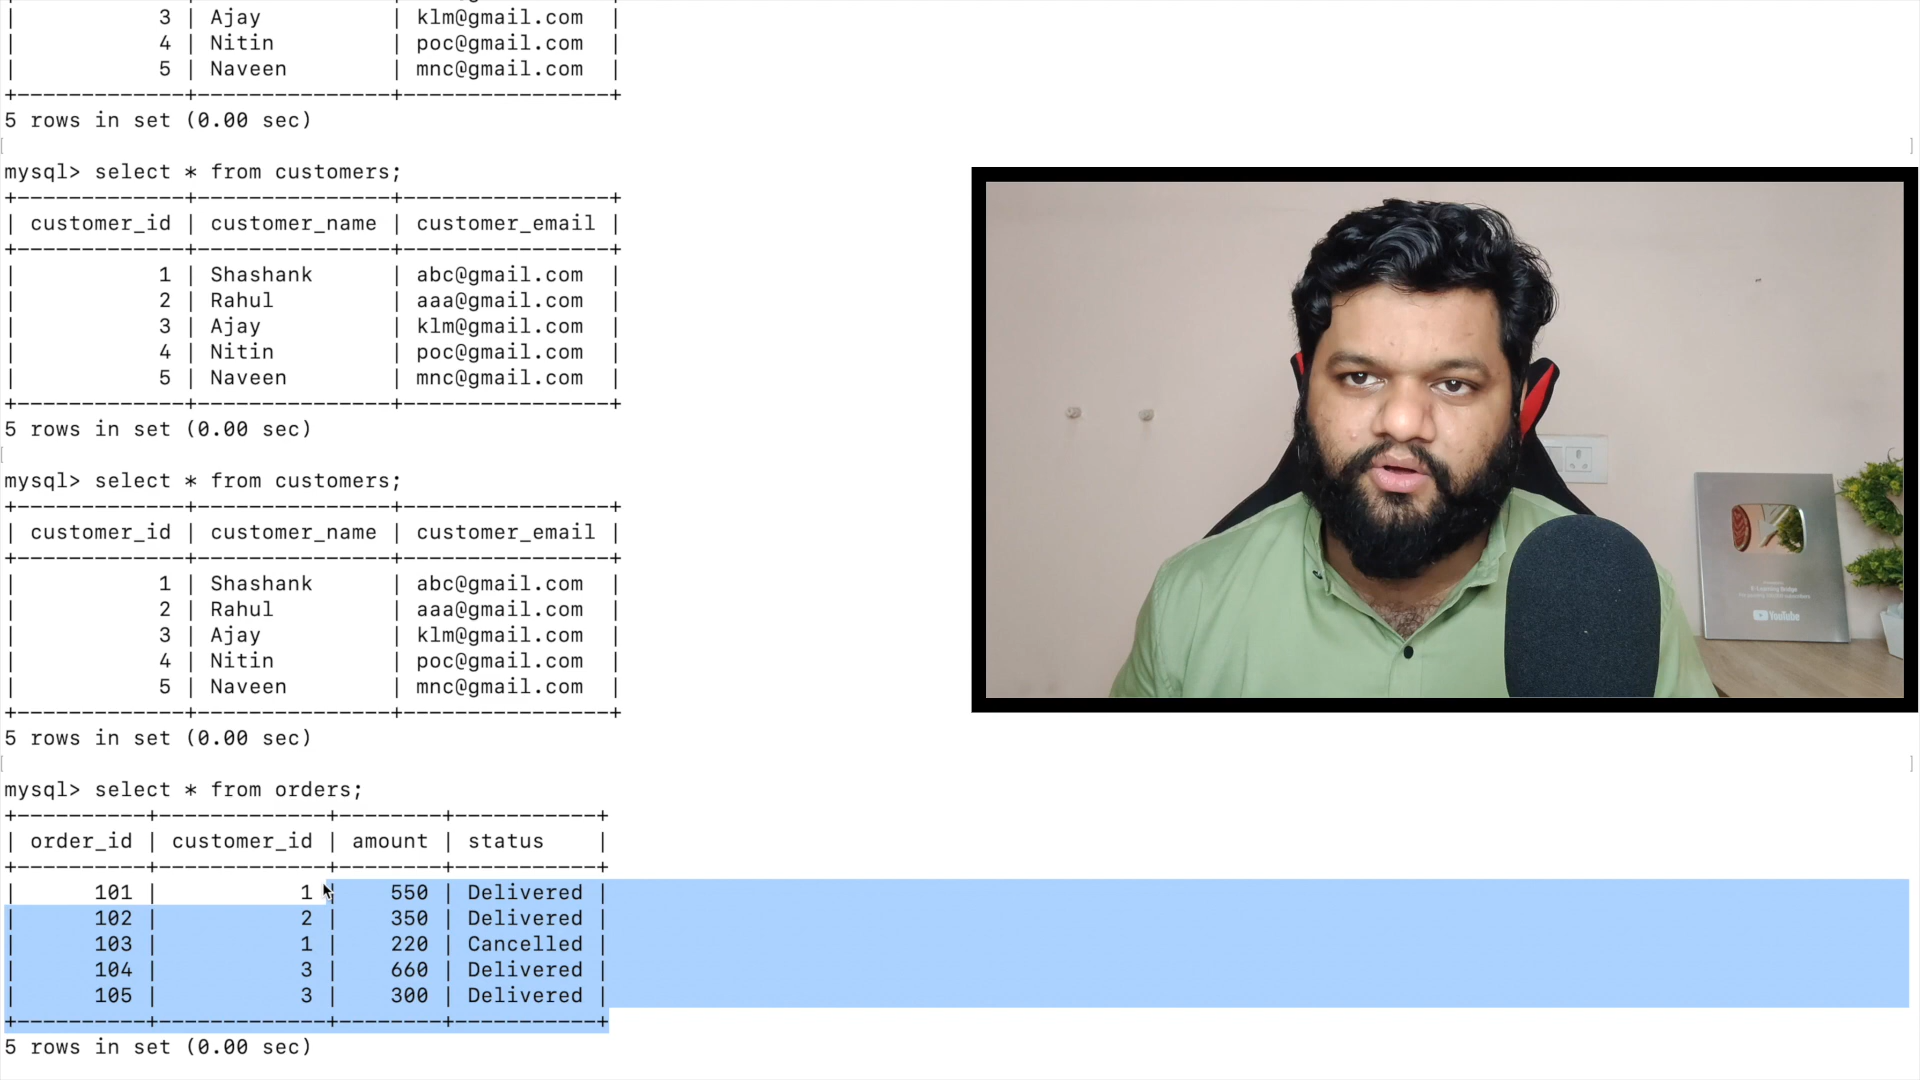 | 3 | Ajay | klm@gmail.com |
| 4 | Nitin | poc@gmail.com |
| 5 | Naveen | mnc@gmail.com |
+-------------+---------------+----------------+
5 rows in set (0.00 sec)
mysql> select * from customers;
+-------------+---------------+----------------+
| customer_id | customer_name | customer_email |
+-------------+---------------+----------------+
| 1 | Shashank | abc@gmail.com |
| 2 | Rahul | aaa@gmail.com |
| 3 | Ajay | klm@gmail.com |
| 4 | Nitin | poc@gmail.com |
| 5 | Naveen | mnc@gmail.com |
+-------------+---------------+----------------+
5 rows in set (0.00 sec)
mysql> select * from customers;
+-------------+---------------+----------------+
| customer_id | customer_name | customer_email |
+-------------+---------------+----------------+
| 1 | Shashank | abc@gmail.com |
| 2 | Rahul | aaa@gmail.com |
| 3 | Ajay | klm@gmail.com |
| 4 | Nitin | poc@gmail.com |
| 5 | Naveen | mnc@gmail.com |
+-------------+---------------+----------------+
5 rows in set (0.00 sec)
mysql> select * from orders;
+----------+-------------+--------+-----------+
| order_id | customer_id | amount | status |
+----------+-------------+--------+-----------+
| 101 | 1 | 550 | Delivered |
| 102 | 2 | 350 | Delivered |
| 103 | 1 | 220 | Cancelled |
| 104 | 3 | 660 | Delivered |
| 105 | 3 | 300 | Delivered |
+----------+-------------+--------+-----------+
5 rows in set (0.00 sec)
E-Learning Bridge
YouTube